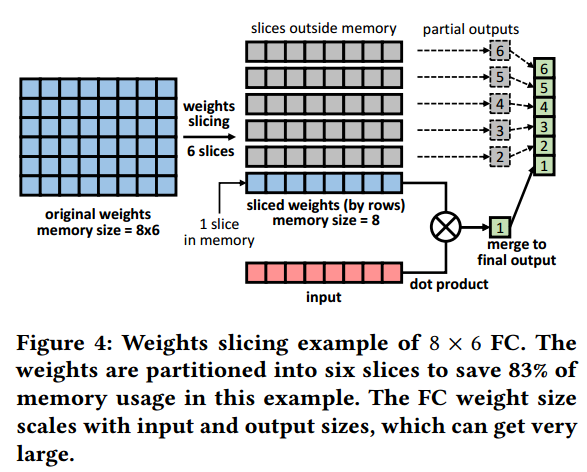 slices outside memory
partial outputs
6
5
4
3
2
6
5
4
3
2
1
weights
slicing
6 slices
original weights
memory size = 8x6
1 slice
in memory
sliced weights (by rows)
memory size = 8
1
merge to
final output
dot product
input
Figure 4: Weights slicing example of 8 × 6 FC. The
weights are partitioned into six slices to save 83% of
memory usage in this example. The FC weight size
scales with input and output sizes, which can get very
large.